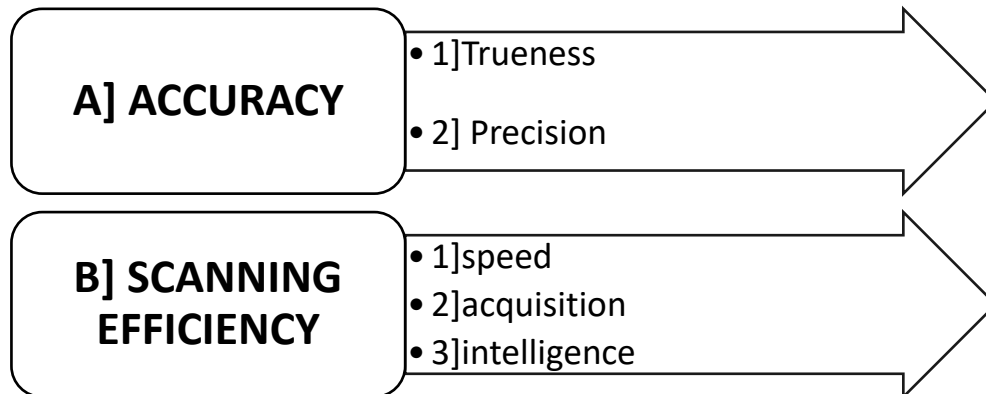 A] ACCURACY
• 1]Trueness
• 2] Precision
B] SCANNING
EFFICIENCY
• 1]speed
• 2]acquisition
• 3]intelligence